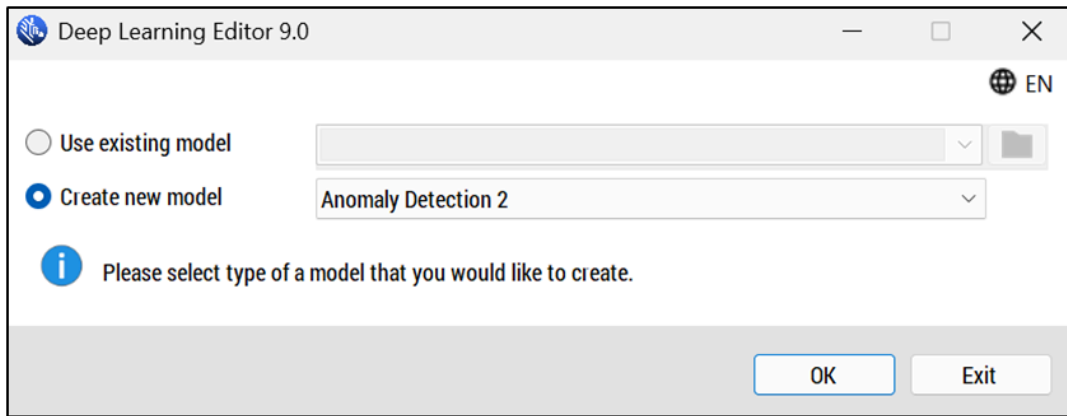 Deep Learning Editor 9.0
EN
Use existing model
Create new model
Anomaly Detection 2
Please select type of a model that you would like to create.
OK
Exit